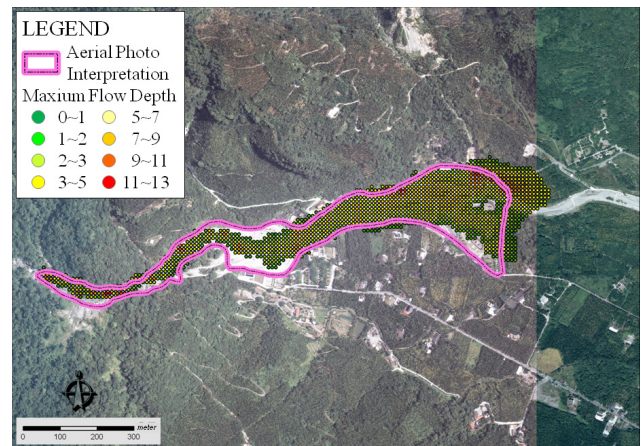 LEGEND
Aerial Photo
Interpretation
Maxium Flow Depth
0~1 5~7
1~2 7~9
2~3 9~11
3~5 11~13
meter
0 100 200 300